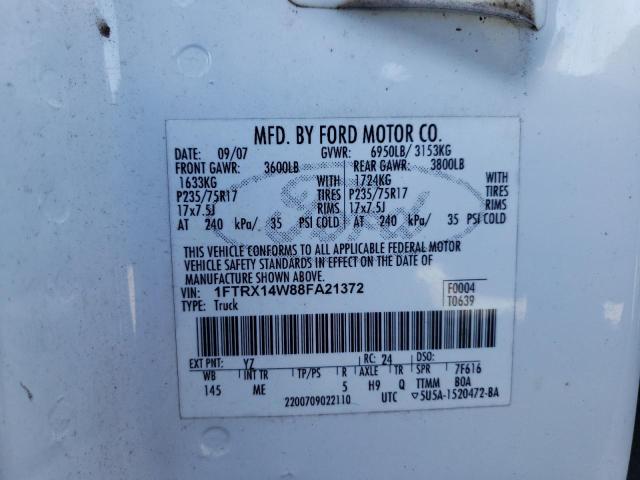 MFD. BY FORD MOTOR CO.
DATE: 09/07 GVWR: 6950LB/ 3153KG
FRONT GAWR: 3600LB REAR GAWR: 3800LB
1633KG WITH 1724KG WITH
P235/75R17 TIRES P235/75R17 TIRES
17x7.5J RIMS 17x7.5J RIMS
AT 240 kPa/ 35 PSI COLD AT 240 kPa/ 35 PSI COLD
THIS VEHICLE CONFORMS TO ALL APPLICABLE FEDERAL MOTOR
VEHICLE SAFETY STANDARDS IN EFFECT ON THE DATE OF
MANUFACTURE SHOWN ABOVE.
VIN: 1FTRX14W88FA21372 F0004
TYPE: Truck T0639
EXT PNT: YZ RC: 24 DSO:
WB INT TR TP/PS R AXLE TR SPR 7F616
145 ME 5 H9 Q TTMM BOA
2200709022110 UTC ▽5U5A-1520472-BA
Ford